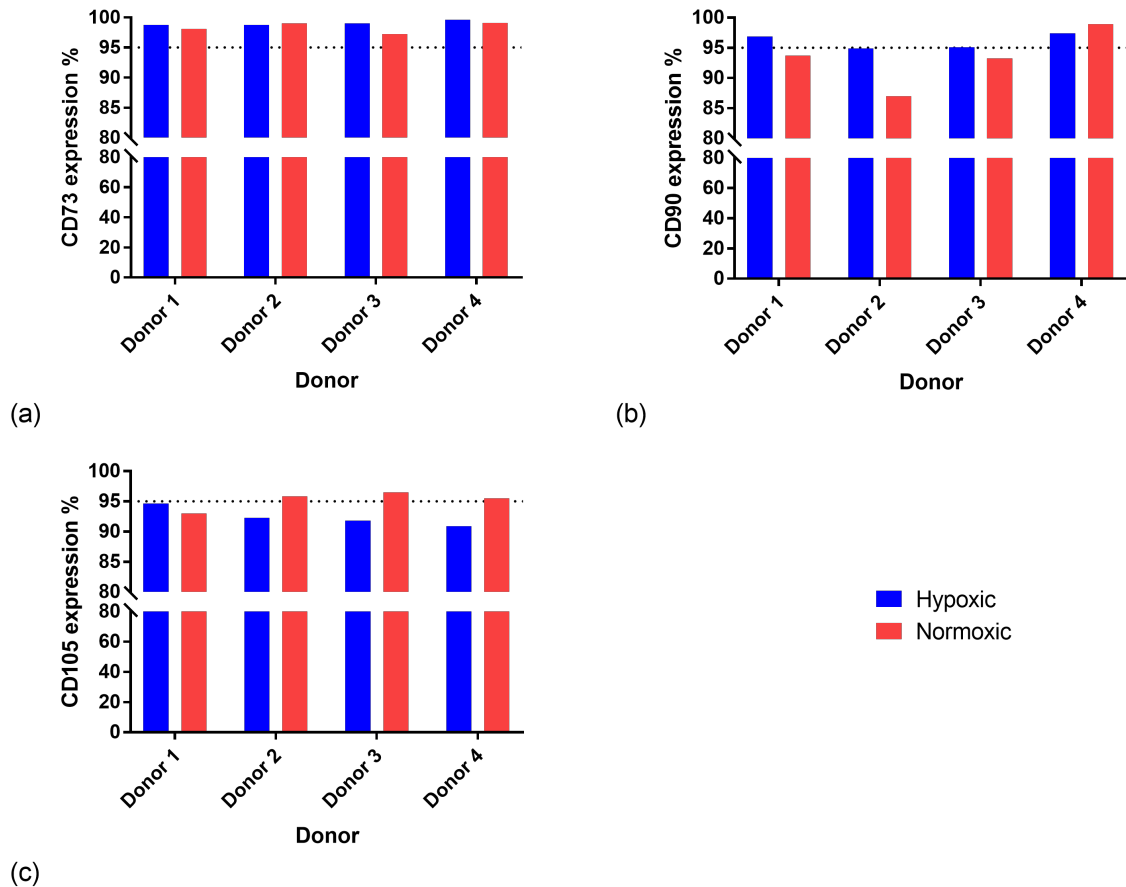 CD73 expression %
100
95
90
85
80
80
60
40
20
0
Donor 1
Donor 2
Donor 3
Donor 4
Donor
(a)
CD90 expression %
100
95
90
85
80
80
60
40
20
0
Donor 1
Donor 2
Donor 3
Donor 4
Donor
(b)
CD105 expression %
100
95
90
85
80
80
60
40
20
0
Donor 1
Donor 2
Donor 3
Donor 4
Donor
(c)
Hypoxic
Normoxic